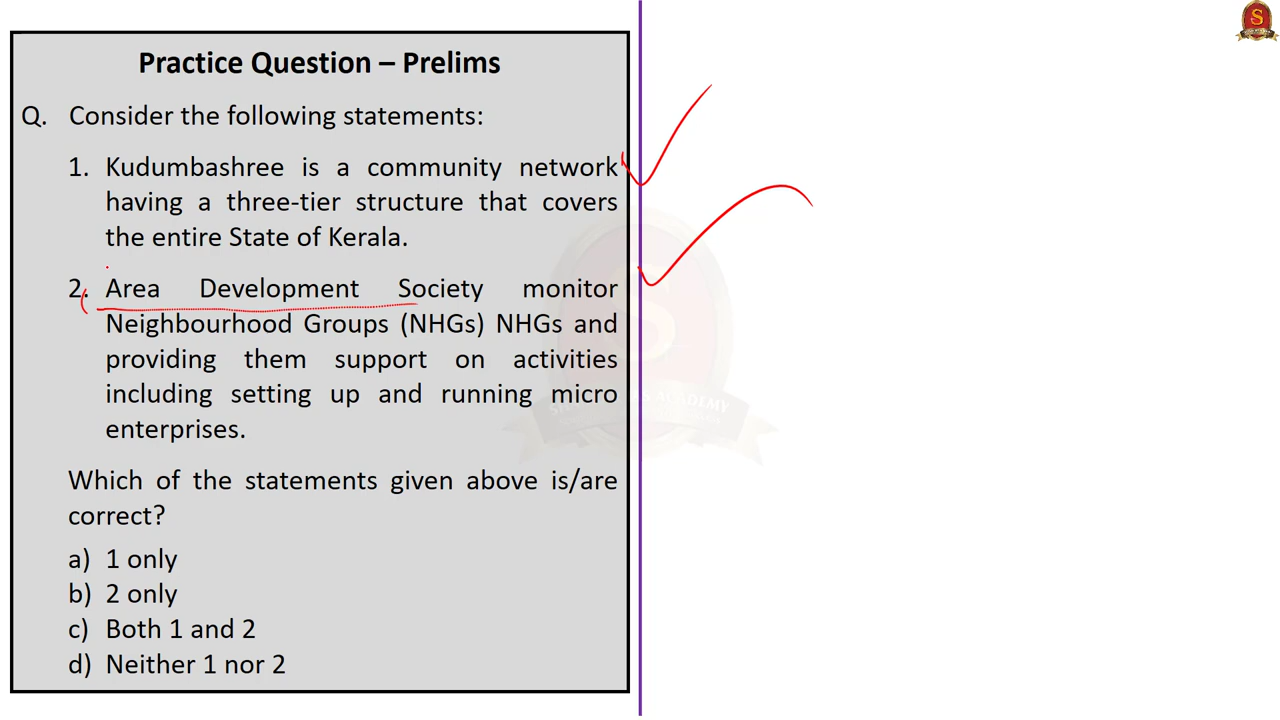 Practice Question – Prelims
Q. Consider the following statements:
1. Kudumbashree is a community network
having a three-tier structure that covers
the entire State of Kerala.
2. Area Development Society monitor
Neighbourhood Groups (NHGs) NHGs and
providing them support on activities
including setting up and running micro
enterprises.
Which of the statements given above is/are
correct?
a) 1 only
b) 2 only
c) Both 1 and 2
d) Neither 1 nor 2
S